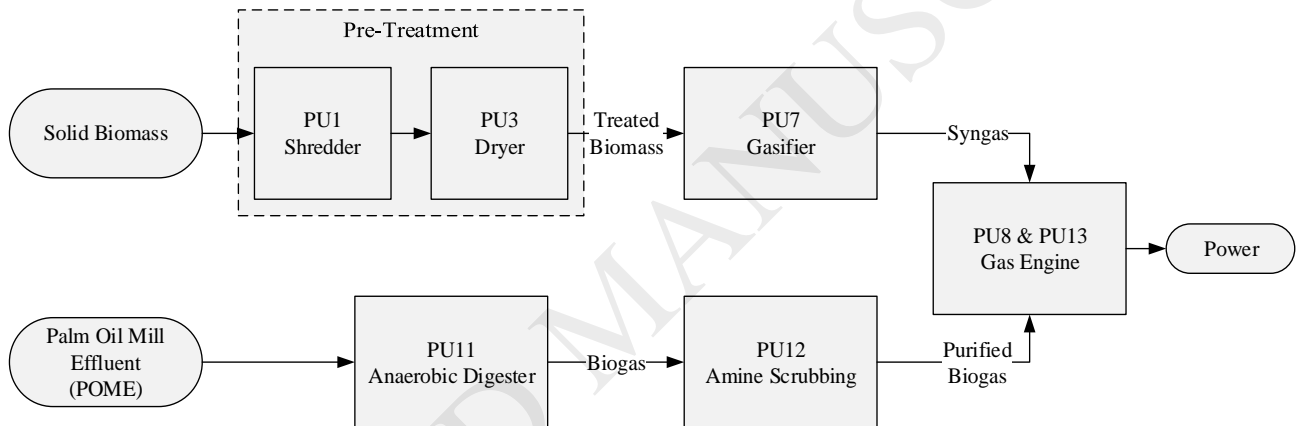 Pre-Treatment
Solid Biomass
PU1
Shredder
PU3
Dryer
Treated
Biomass
PU7
Gasifier
Syngas
PU8 & PU13
Gas Engine
Power
Palm Oil Mill
Effluent
(POME)
PU11
Anaerobic Digester
Biogas
PU12
Amine Scrubbing
Purified
Biogas
D MANUSC